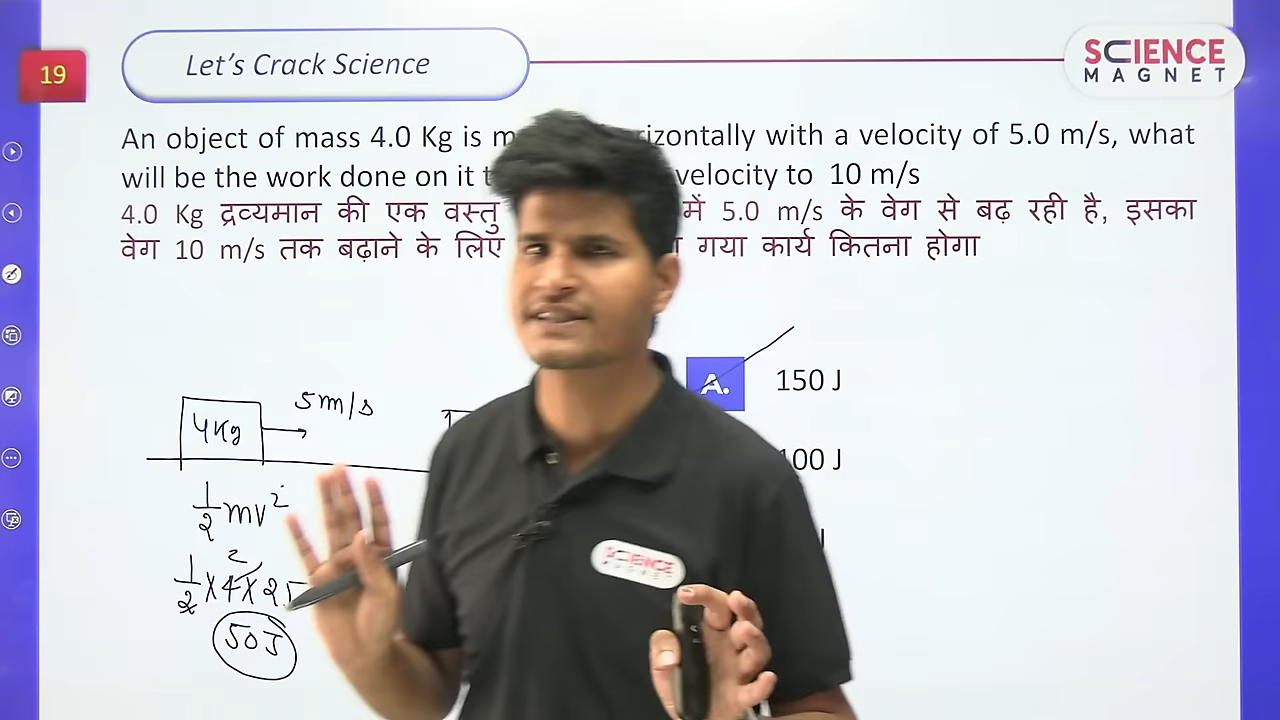 19
Let's Crack Science
SCIENCE
MAGNET
An object of mass 4.0 Kg is with a velocity of 5.0 m/s, what
will be the work done on it velocity to 10 m/s
4.0 Kg द्रव्यमान की एक वस्तु में 5.0 m/s के वेग से बढ़ रही है, इसका
वेग 10 m/s तक बढ़ाने के लिए गया कार्य कितना होगा
A. 150 J
100 J
4Kg
5m/s
1/2 mv²
2
1/2 X 4 X 25
50J
SCIENCE
MAGNET